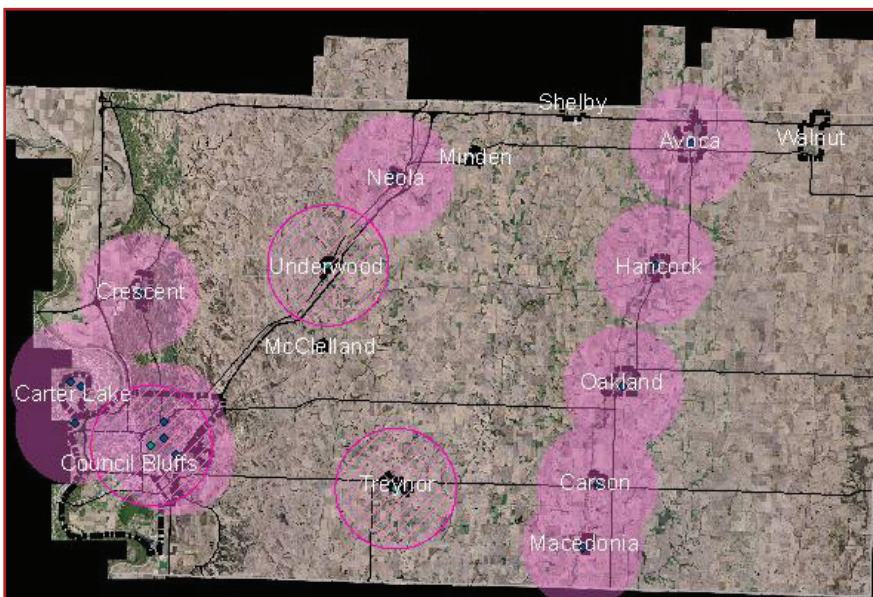 Shelby
Avoca
Walnut
Minden
Neola
Underwood
Hancock
Crescent
McClelland
Oakland
Carter Lake
Council Bluffs
Treynor
Carson
Macedonia